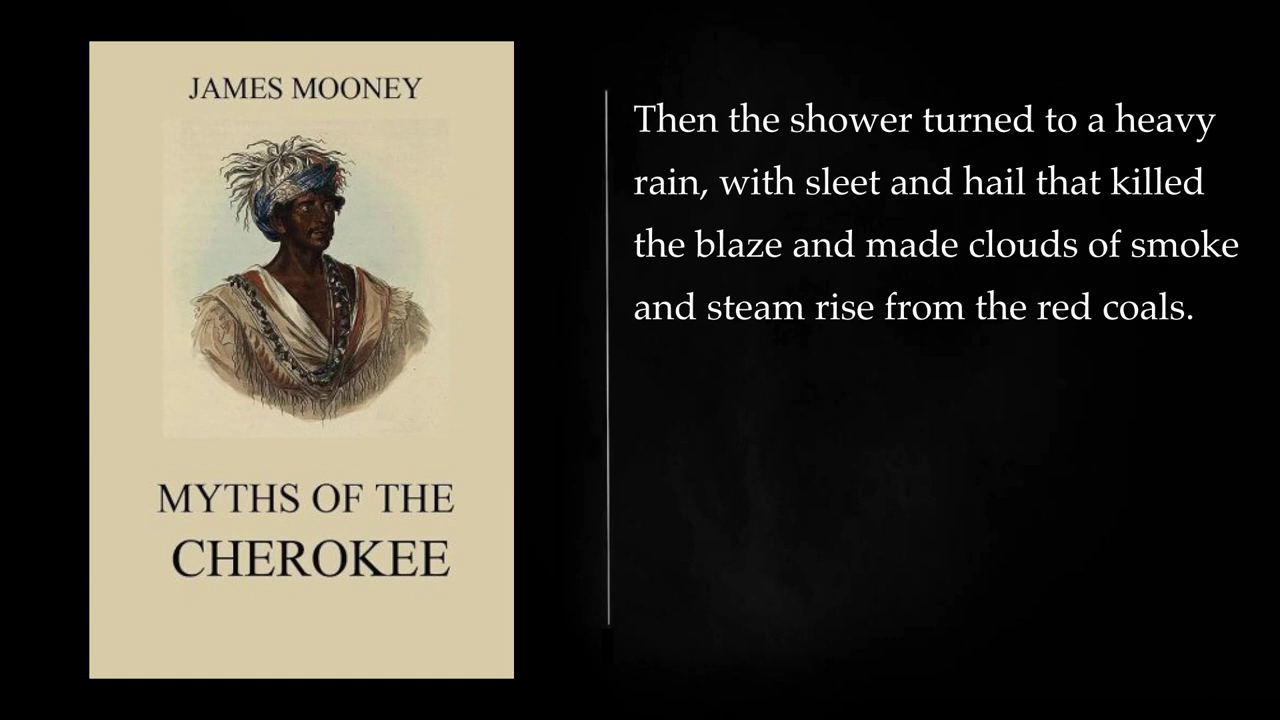 JAMES MOONEY
MYTHS OF THE
CHEROKEE
Then the shower turned to a heavy
rain, with sleet and hail that killed
the blaze and made clouds of smoke
and steam rise from the red coals.